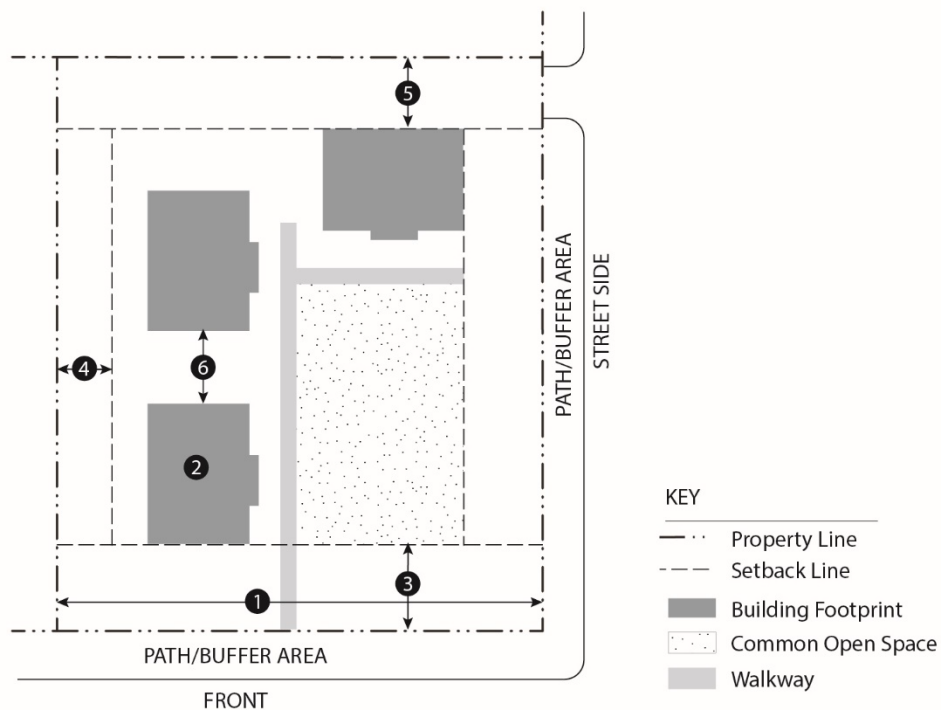 5
4
6
2
3
1
PATH/BUFFER AREA
STREET SIDE
PATH/BUFFER AREA
FRONT
KEY
Property Line
Setback Line
Building Footprint
Common Open Space
Walkway